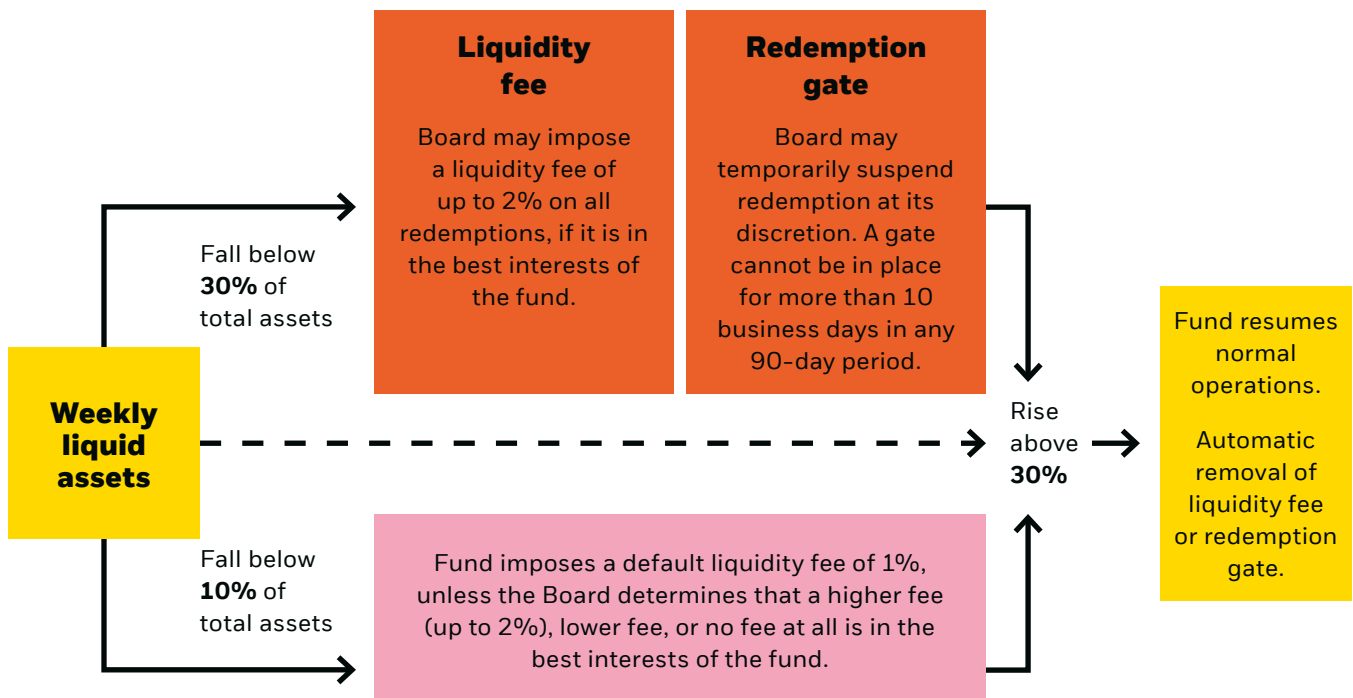 Liquidity
fee
Board may impose
a liquidity fee of
up to 2% on all
redemptions, if it is in
the best interests of
the fund.
Redemption
gate
Board may
temporarily suspend
redemption at its
discretion. A gate
cannot be in place
for more than 10
business days in any
90-day period.
Fall below
30% of
total assets
Weekly
liquid
assets
Rise
above
30%
Fund resumes
normal
operations.
Automatic
removal of
liquidity fee
or redemption
gate.
Fall below
10% of
total assets
Fund imposes a default liquidity fee of 1%,
unless the Board determines that a higher fee
(up to 2%), lower fee, or no fee at all is in the
best interests of the fund.